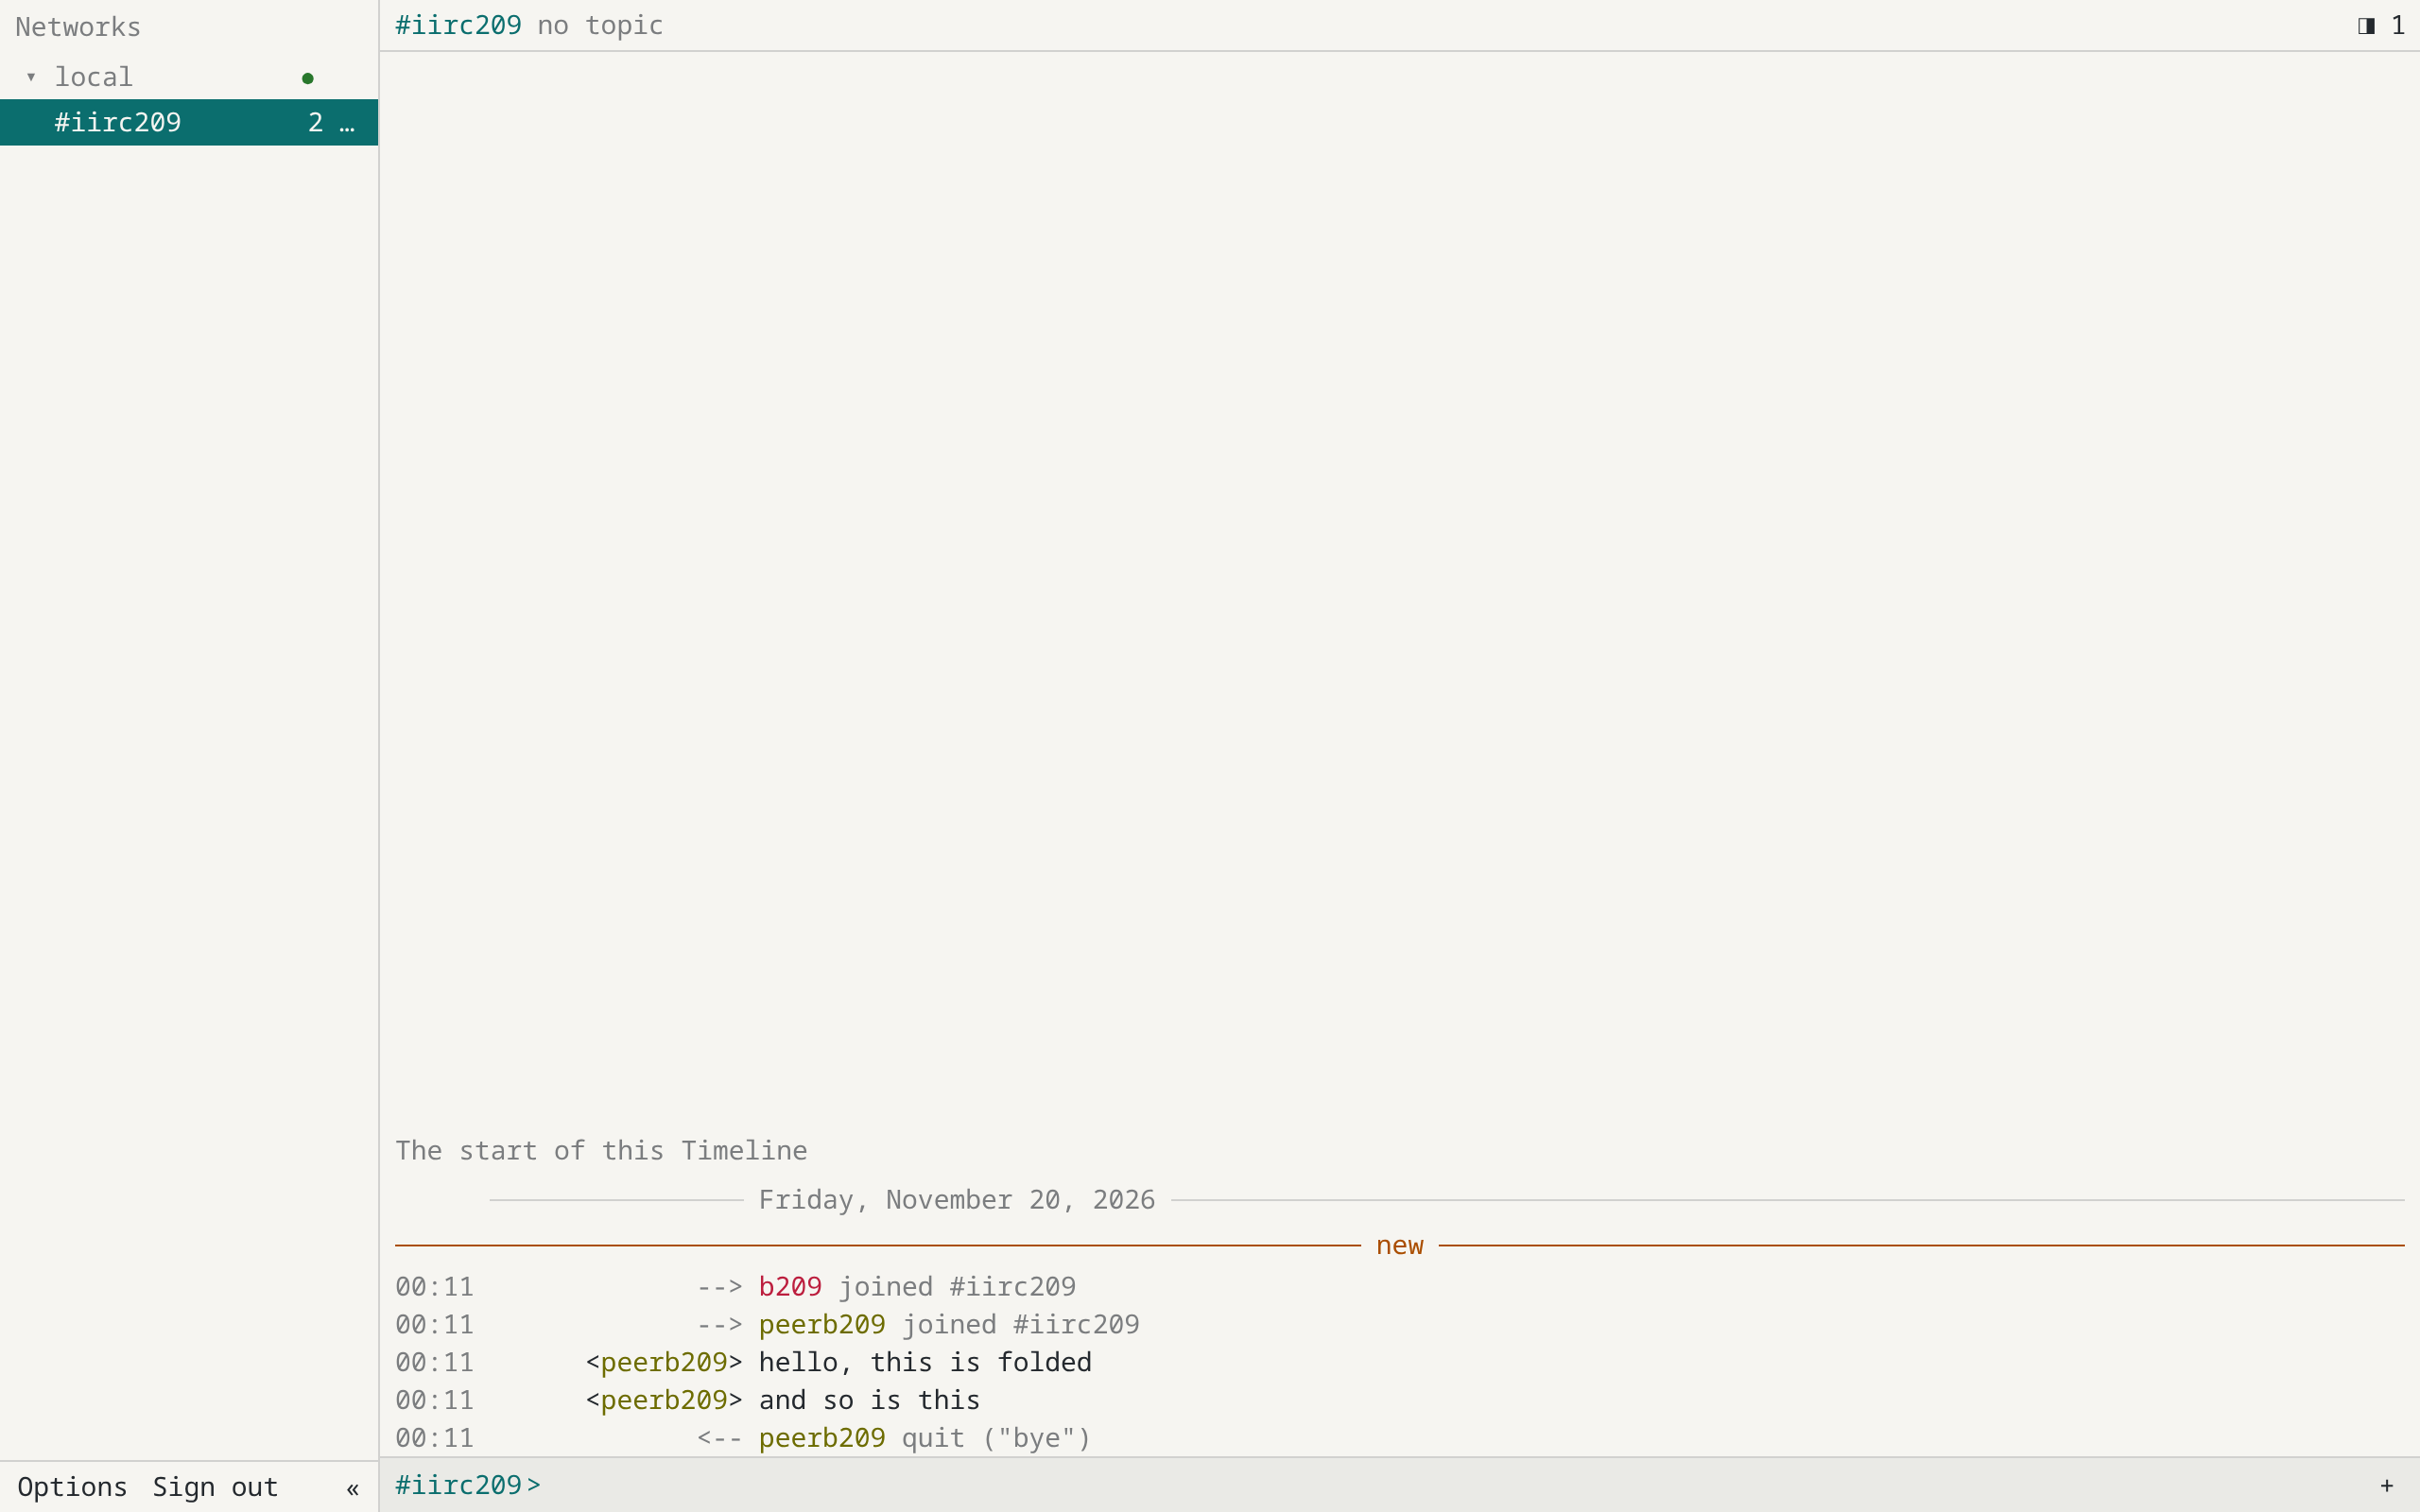 Networks
▾ local ●
#iirc209 2 …
Options Sign out «
#iirc209 no topic ◨ 1
The start of this Timeline
Friday, November 20, 2026
new
00:11 --> b209 joined #iirc209
00:11 --> peerb209 joined #iirc209
00:11 <peerb209> hello, this is folded
00:11 <peerb209> and so is this
00:11 <-- peerb209 quit ("bye")
#iirc209> +